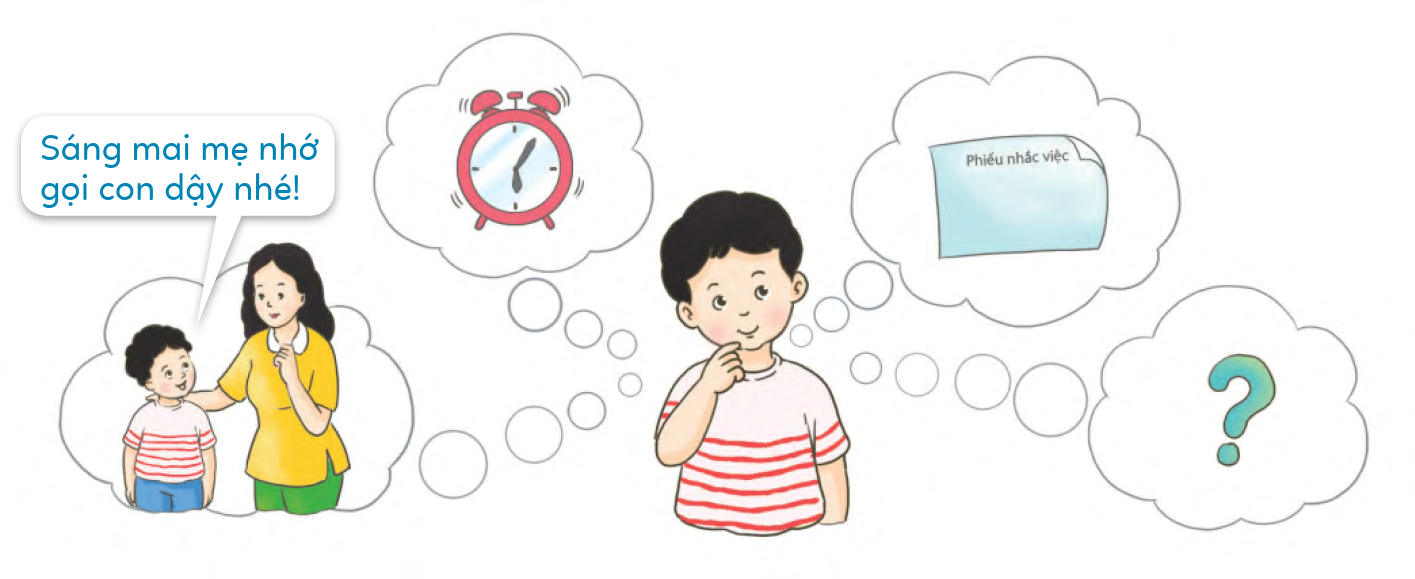 Sáng mai mẹ nhớ
gọi con dậy nhé!
Phiếu nhắc việc
?